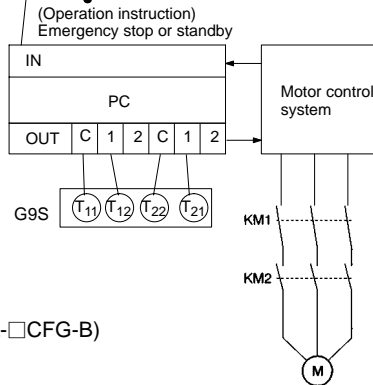 (Operation instruction)
Emergency stop or standby
IN
PC
OUT C 1 2 C 1 2
Motor control
system
G9S T11 T12 T22 T21
KM1
KM2
-□CFG-B)
M